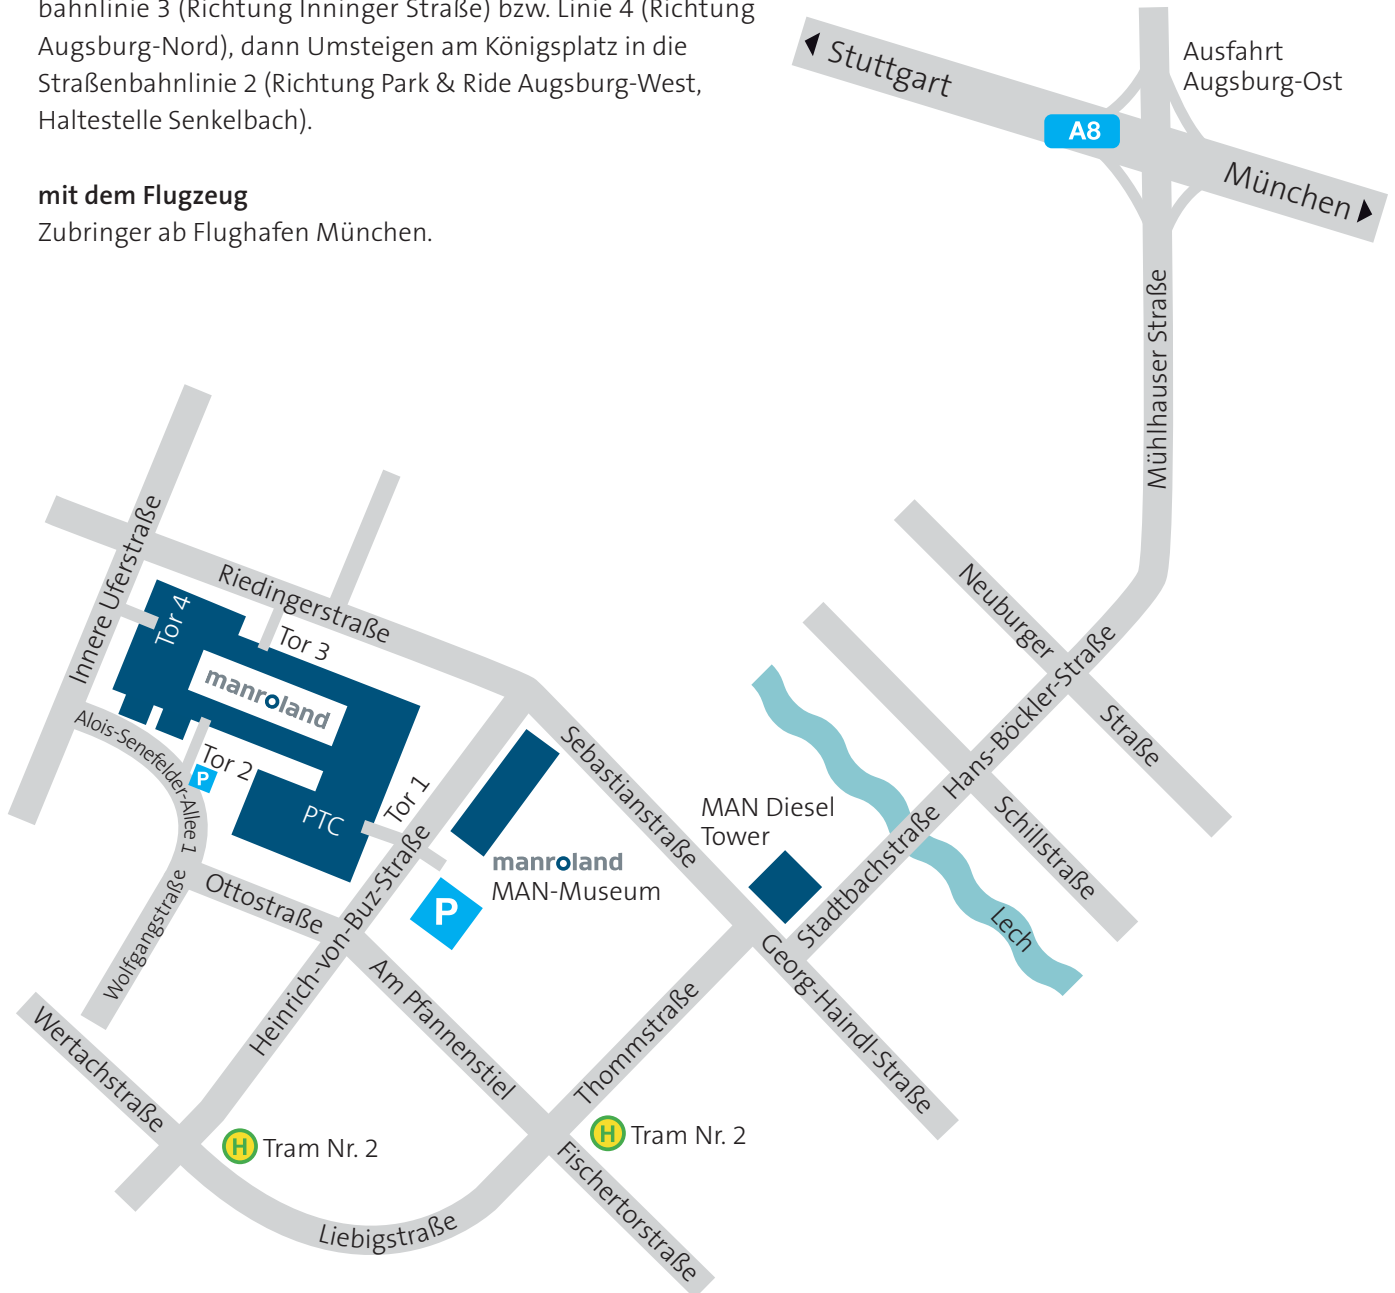 bahnlinie 3 (Richtung Inninger Straße) bzw. Linie 4 (Richtung
Augsburg-Nord), dann Umsteigen am Königsplatz in die
Straßenbahnlinie 2 (Richtung Park & Ride Augsburg-West,
Haltestelle Senkelbach).
mit dem Flugzeug
Zubringer ab Flughafen München.
Stuttgart
A8
Ausfahrt
Augsburg-Ost
München
Mühlhauser Straße
Neuburger
Straße
Hans-Böckler-Straße
Schillstraße
Stadtbachstraße
Lech
MAN Diesel
Tower
Sebastianstraße
Georg-Haindl-Straße
Thommstraße
Riedingerstraße
Innere Uferstraße
Tor 4
Tor 3
manroland
Tor 2
P
PTC
Tor 1
Alois-Senefelder-Allee 1
manroland
MAN-Museum
P
Ottostraße
Wolfgangstraße
Heinrich-von-Buz-Straße
Am Pfannenstiel
Wertachstraße
H Tram Nr. 2
H Tram Nr. 2
Fischertorstraße
Liebigstraße